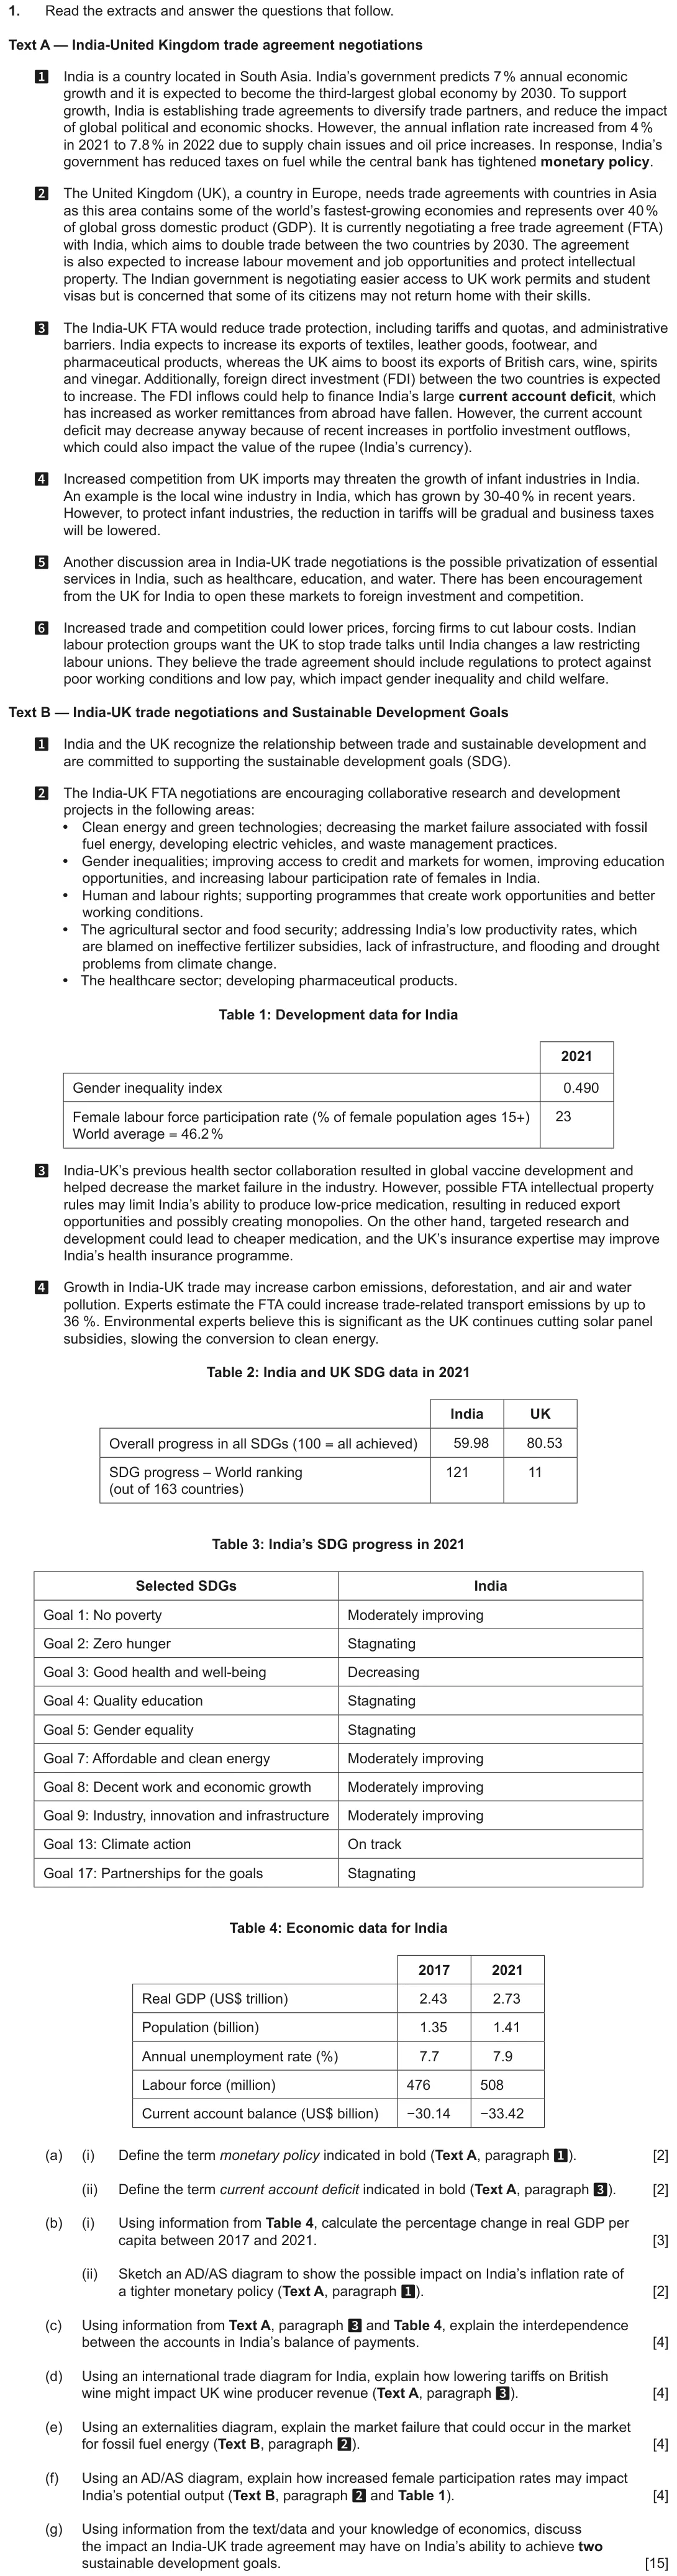 1. Read the extracts and answer the questions that follow.
Text A — India-United Kingdom trade agreement negotiations
1 India is a country located in South Asia. India's government predicts 7% annual economic
growth and it is expected to become the third-largest global economy by 2030. To support
growth, India is establishing trade agreements to diversify trade partners, and reduce the impact
of global political and economic shocks. However, the annual inflation rate increased from 4%
in 2021 to 7.8% in 2022 due to supply chain issues and oil price increases. In response, India's
government has reduced taxes on fuel while the central bank has tightened monetary policy.
2 The United Kingdom (UK), a country in Europe, needs trade agreements with countries in Asia
as this area contains some of the world's fastest-growing economies and represents over 40%
of global gross domestic product (GDP). It is currently negotiating a free trade agreement (FTA)
with India, which aims to double trade between the two countries by 2030. The agreement
is also expected to increase labour movement and job opportunities and protect intellectual
property. The Indian government is negotiating easier access to UK work permits and student
visas but is concerned that some of its citizens may not return home with their skills.
3 The India-UK FTA would reduce trade protection, including tariffs and quotas, and administrative
barriers. India expects to increase its exports of textiles, leather goods, footwear, and
pharmaceutical products, whereas the UK aims to boost its exports of British cars, wine, spirits
and vinegar. Additionally, foreign direct investment (FDI) between the two countries is expected
to increase. The FDI inflows could help to finance India's large current account deficit, which
has increased as worker remittances from abroad have fallen. However, the current account
deficit may decrease anyway because of recent increases in portfolio investment outflows,
which could also impact the value of the rupee (India's currency).
4 Increased competition from UK imports may threaten the growth of infant industries in India.
An example is the local wine industry in India, which has grown by 30-40% in recent years.
However, to protect infant industries, the reduction in tariffs will be gradual and business taxes
will be lowered.
5 Another discussion area in India-UK trade negotiations is the possible privatization of essential
services in India, such as healthcare, education, and water. There has been encouragement
from the UK for India to open these markets to foreign investment and competition.
6 Increased trade and competition could lower prices, forcing firms to cut labour costs. Indian
labour protection groups want the UK to stop trade talks until India changes a law restricting
labour unions. They believe the trade agreement should include regulations to protect against
poor working conditions and low pay, which impact gender inequality and child welfare.
Text B — India-UK trade negotiations and Sustainable Development Goals
1 India and the UK recognize the relationship between trade and sustainable development and
are committed to supporting the sustainable development goals (SDG).
2 The India-UK FTA negotiations are encouraging collaborative research and development
projects in the following areas:
• Clean energy and green technologies; decreasing the market failure associated with fossil
fuel energy, developing electric vehicles, and waste management practices.
• Gender inequalities; improving access to credit and markets for women, improving education
opportunities, and increasing labour participation rate of females in India.
• Human and labour rights; supporting programmes that create work opportunities and better
working conditions.
• The agricultural sector and food security; addressing India's low productivity rates, which
are blamed on ineffective fertilizer subsidies, lack of infrastructure, and flooding and drought
problems from climate change.
• The healthcare sector; developing pharmaceutical products.
Table 1: Development data for India
2021
Gender inequality index 0.490
Female labour force participation rate (% of female population ages 15+) 23
World average = 46.2%
3 India-UK's previous health sector collaboration resulted in global vaccine development and
helped decrease the market failure in the industry. However, possible FTA intellectual property
rules may limit India's ability to produce low-price medication, resulting in reduced export
opportunities and possibly creating monopolies. On the other hand, targeted research and
development could lead to cheaper medication, and the UK's insurance expertise may improve
India's health insurance programme.
4 Growth in India-UK trade may increase carbon emissions, deforestation, and air and water
pollution. Experts estimate the FTA could increase trade-related transport emissions by up to
36 %. Environmental experts believe this is significant as the UK continues cutting solar panel
subsidies, slowing the conversion to clean energy.
Table 2: India and UK SDG data in 2021
India UK
Overall progress in all SDGs (100 = all achieved) 59.98 80.53
SDG progress – World ranking 121 11
(out of 163 countries)
Table 3: India's SDG progress in 2021
Selected SDGs India
Goal 1: No poverty Moderately improving
Goal 2: Zero hunger Stagnating
Goal 3: Good health and well-being Decreasing
Goal 4: Quality education Stagnating
Goal 5: Gender equality Stagnating
Goal 7: Affordable and clean energy Moderately improving
Goal 8: Decent work and economic growth Moderately improving
Goal 9: Industry, innovation and infrastructure Moderately improving
Goal 13: Climate action On track
Goal 17: Partnerships for the goals Stagnating
Table 4: Economic data for India
2017 2021
Real GDP (US$ trillion) 2.43 2.73
Population (billion) 1.35 1.41
Annual unemployment rate (%) 7.7 7.9
Labour force (million) 476 508
Current account balance (US$ billion) −30.14 −33.42
(a) (i) Define the term monetary policy indicated in bold (Text A, paragraph 1). [2]
(ii) Define the term current account deficit indicated in bold (Text A, paragraph 3). [2]
(b) (i) Using information from Table 4, calculate the percentage change in real GDP per
capita between 2017 and 2021. [3]
(ii) Sketch an AD/AS diagram to show the possible impact on India's inflation rate of
a tighter monetary policy (Text A, paragraph 1). [2]
(c) Using information from Text A, paragraph 3 and Table 4, explain the interdependence
between the accounts in India's balance of payments. [4]
(d) Using an international trade diagram for India, explain how lowering tariffs on British
wine might impact UK wine producer revenue (Text A, paragraph 3). [4]
(e) Using an externalities diagram, explain the market failure that could occur in the market
for fossil fuel energy (Text B, paragraph 2). [4]
(f) Using an AD/AS diagram, explain how increased female participation rates may impact
India's potential output (Text B, paragraph 2 and Table 1). [4]
(g) Using information from the text/data and your knowledge of economics, discuss
the impact an India-UK trade agreement may have on India's ability to achieve two
sustainable development goals. [15]